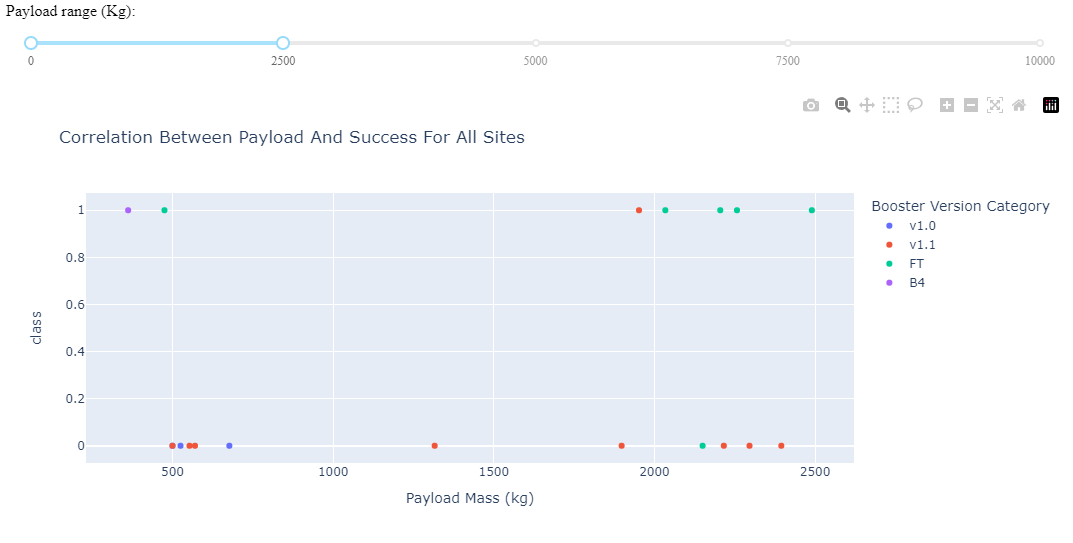 Payload range (Kg):
0 2500 5000 7500 10000
Correlation Between Payload And Success For All Sites
Booster Version Category
v1.0
v1.1
FT
B4
class
1
0.8
0.6
0.4
0.2
0
500 1000 1500 2000 2500
Payload Mass (kg)